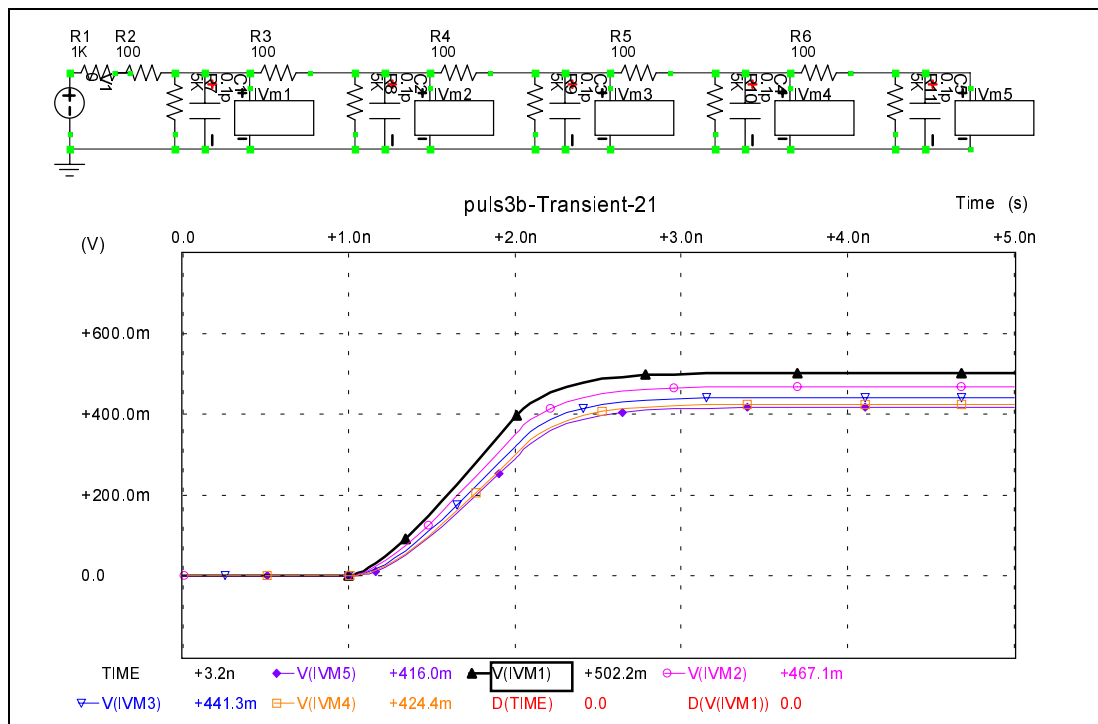 R1 R2 R3 R4 R5 R6
1K 100 100 100 100 100
V1
0
5K 0.1p C1 5K 0.1p C2 5K 0.1p C3 5K 0.1p C4 5K 0.1p C5
IVm1 IVm2 IVm3 IVm4 IVm5
puls3b-Transient-21
Time (s)
(V)
0.0 +1.0n +2.0n +3.0n +4.0n +5.0n
+600.0m
+400.0m
+200.0m
0.0
TIME +3.2n V(IVM5) +416.0m V(IVM1) +502.2m V(IVM2) +467.1m
V(IVM3) +441.3m V(IVM4) +424.4m D(TIME) 0.0 D(V(IVM1)) 0.0